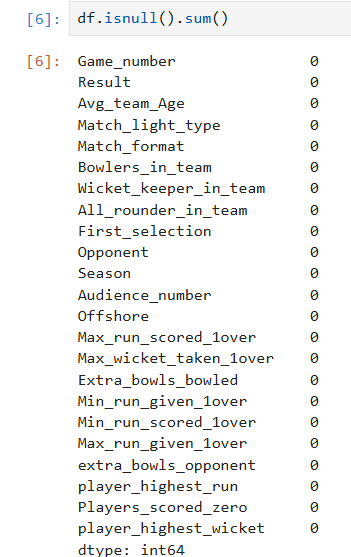 [6]: df.isnull().sum()
[6]: Game_number 0
Result 0
Avg_team_Age 0
Match_light_type 0
Match_format 0
Bowlers_in_team 0
Wicket_keeper_in_team 0
All_rounder_in_team 0
First_selection 0
Opponent 0
Season 0
Audience_number 0
Offshore 0
Max_run_scored_1over 0
Max_wicket_taken_1over 0
Extra_bowls_bowled 0
Min_run_given_1over 0
Min_run_scored_1over 0
Max_run_given_1over 0
extra_bowls_opponent 0
player_highest_run 0
Players_scored_zero 0
player_highest_wicket 0
dtype: int64